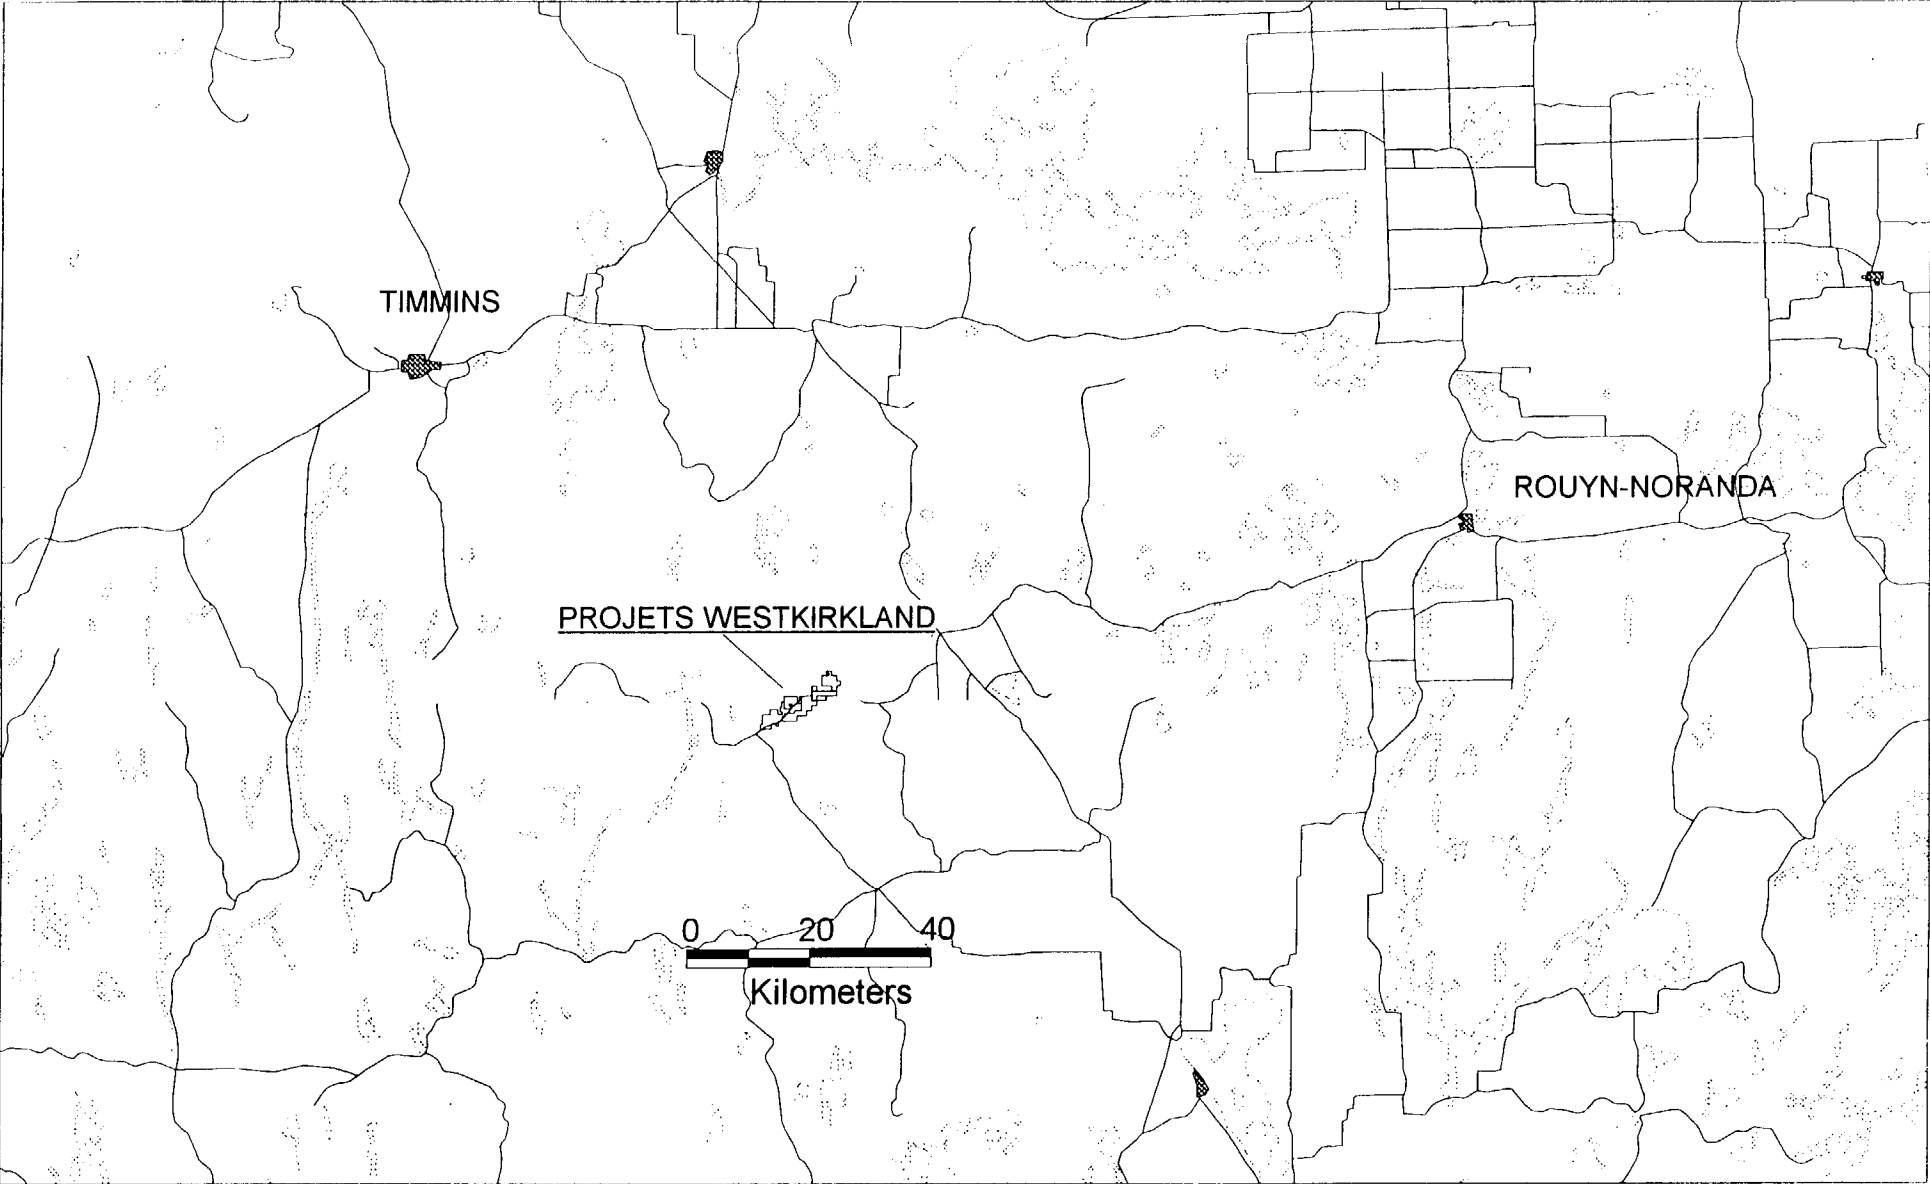 TIMMINS
ROUYN-NORANDA
PROJETS WESTKIRKLAND
0 20 40
Kilometers